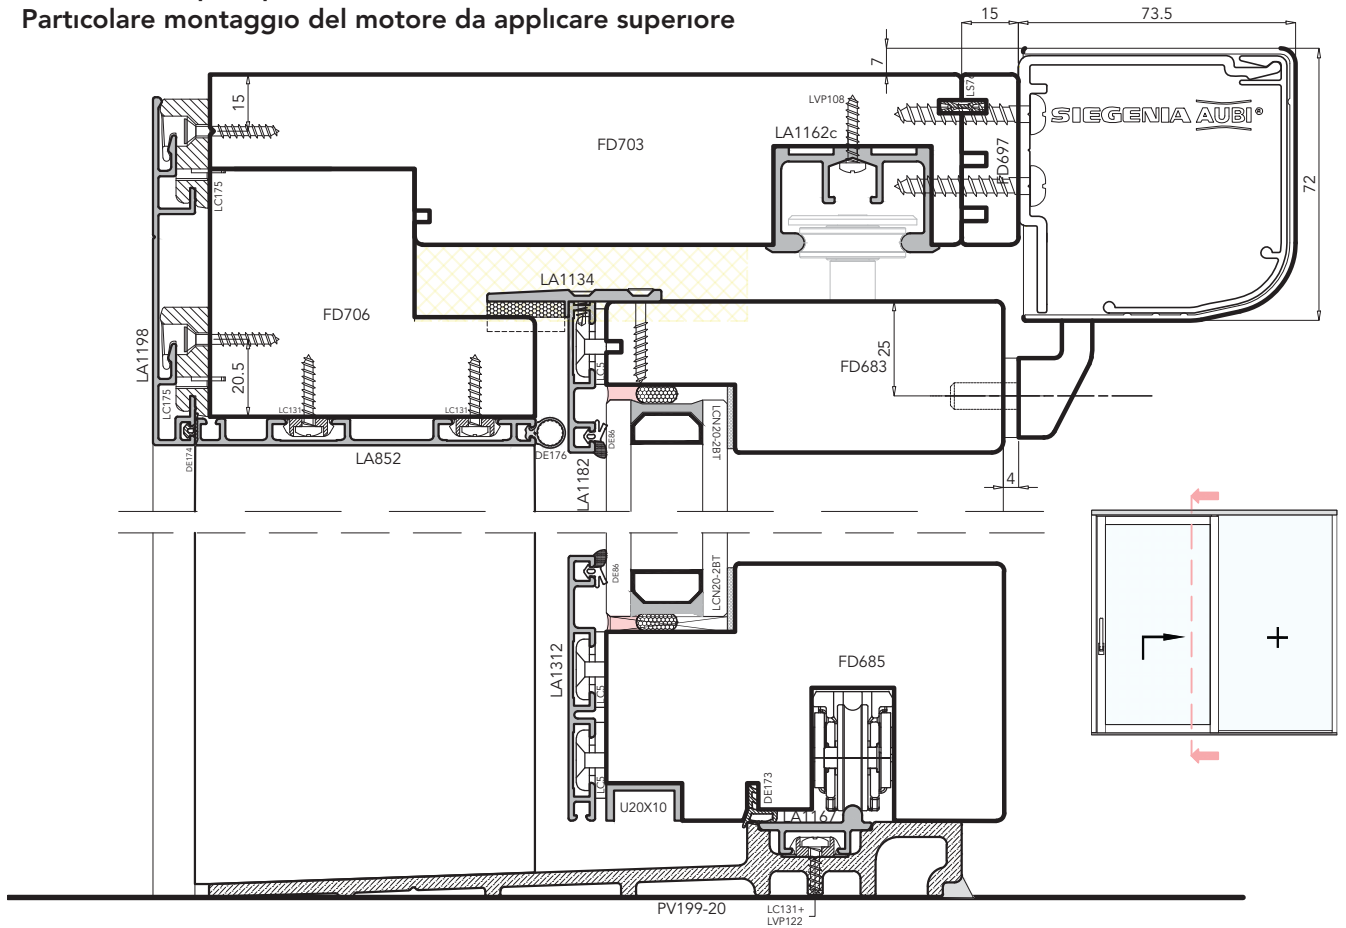 Particolare montaggio del motore da applicare superiore
15
73.5
7
72
LS76
LVP108
SIEGENIA AUBI®
LA1162c
FD703
FD697
15
LC175
LA1134
FD706
LA1198
20.5
LC175
LC5
FD683
25
LC131
LC131
DE174
LA852
DE176
DE86
LCN20-2BT
LA1182
4
DE86
LCN20-2BT
LA1312
LC5
FD685
LC5
U20X10
DE173
LA1167
PV199-20
LC131+
LVP122